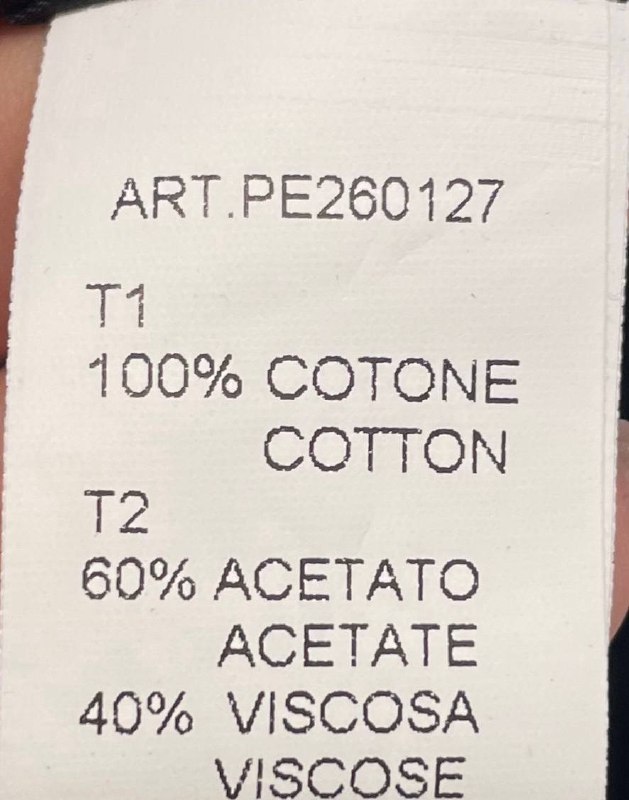 ART.PE260127
T1
100% COTONE
COTTON
T2
60% ACETATO
ACETATE
40% VISCOSA
VISCOSE